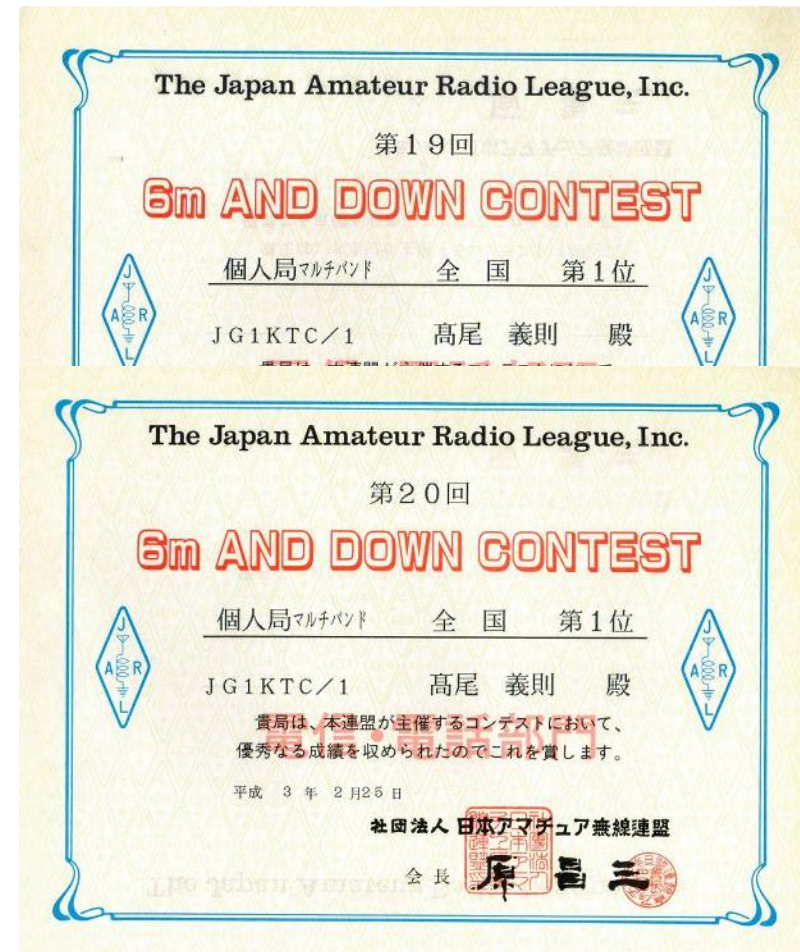 The Japan Amateur Radio League, Inc.
第19回
6m AND DOWN CONTEST
個人局マルチバンド 全国 第1位
JARL
JARL
JG1KTC/1 髙尾 義則 殿
The Japan Amateur Radio League, Inc.
第20回
6m AND DOWN CONTEST
個人局マルチバンド 全国 第1位
JARL
JARL
JG1KTC/1 髙尾 義則 殿
電信・電話部門
貴局は、本連盟が主催するコンテストにおいて、
優秀なる成績を収められたのでこれを賞します。
平成 3 年 2月25日
社団法人 日本アマチュア無線連盟
会長 原昌三